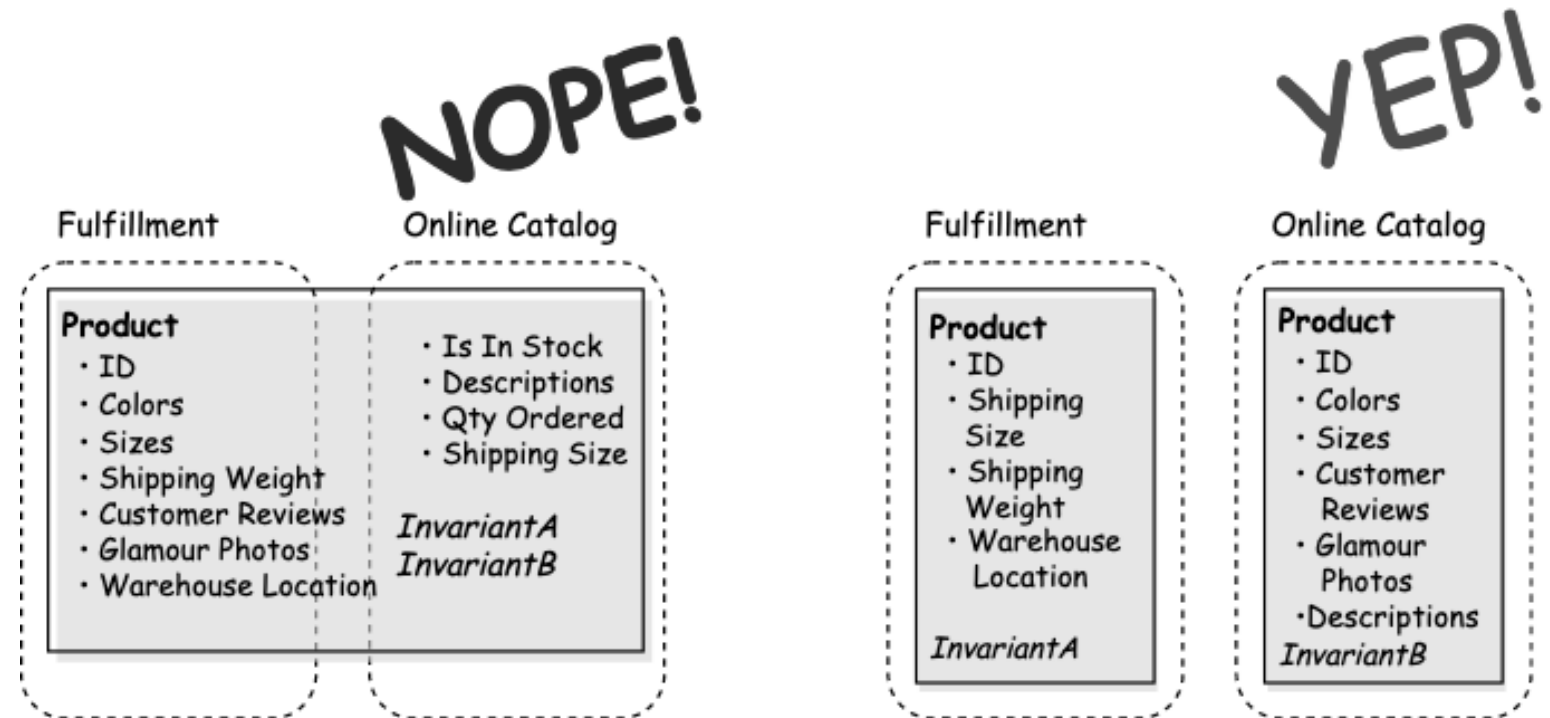 NOPE!
YEP!
Fulfillment
Online Catalog
Product
· ID
· Colors
· Sizes
· Shipping Weight
· Customer Reviews
· Glamour Photos
· Warehouse Location
· Is In Stock
· Descriptions
· Qty Ordered
· Shipping Size
InvariantA
InvariantB
Fulfillment
Online Catalog
Product
· ID
· Shipping
Size
· Shipping
Weight
· Warehouse
Location
InvariantA
Product
· ID
· Colors
· Sizes
· Customer
Reviews
· Glamour
Photos
·Descriptions
InvariantB